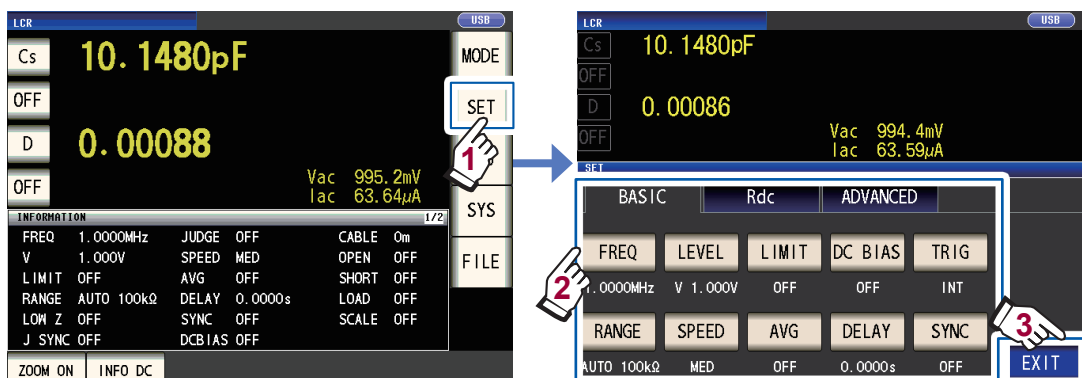 LCR USB
Cs 10.1480pF MODE
OFF SET
1
D 0.00088
Vac 995.2mV
OFF Iac 63.64μA SYS
INFORMATION 1/2
FREQ 1.0000MHz JUDGE OFF CABLE 0m
V 1.000V SPEED MED OPEN OFF FILE
LIMIT OFF AVG OFF SHORT OFF
RANGE AUTO 100kΩ DELAY 0.0000s LOAD OFF
LOW Z OFF SYNC OFF SCALE OFF
J SYNC OFF DCBIAS OFF
ZOOM ON INFO DC
LCR USB
Cs 10.1480pF
OFF
D 0.00086
Vac 994.4mV
OFF Iac 63.59μA
SET
BASIC Rdc ADVANCED
FREQ LEVEL LIMIT DC BIAS TRIG
2
1.0000MHz V 1.000V OFF OFF INT
RANGE SPEED AVG DELAY SYNC
3
AUTO 100kΩ MED OFF 0.0000s OFF EXIT